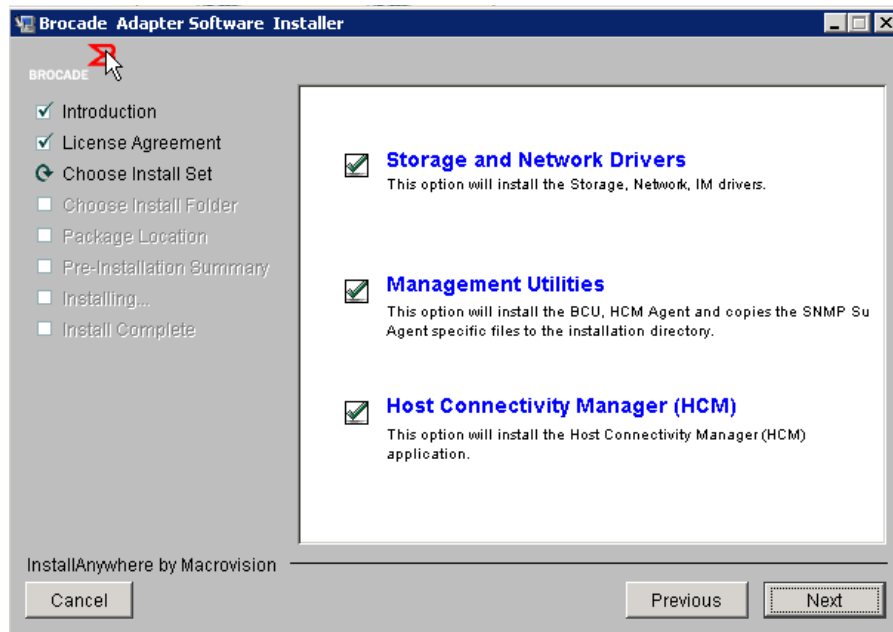 Brocade Adapter Software Installer
BROCADE
Introduction
License Agreement
Choose Install Set
Choose Install Folder
Package Location
Pre-Installation Summary
Installing...
Install Complete
Storage and Network Drivers
This option will install the Storage, Network, IM drivers.
Management Utilities
This option will install the BCU, HCM Agent and copies the SNMP Su
Agent specific files to the installation directory.
Host Connectivity Manager (HCM)
This option will install the Host Connectivity Manager (HCM)
application.
InstallAnywhere by Macrovision
Cancel
Previous
Next